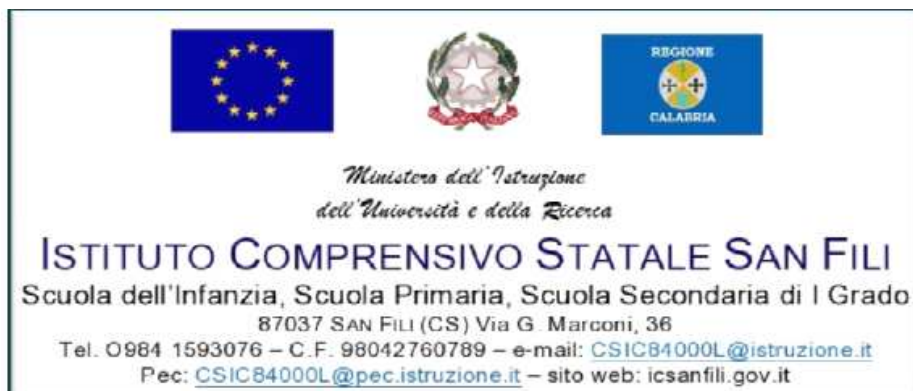 REGIONE
CALABRIA
Ministero dell'Istruzione
dell'Università e della Ricerca
ISTITUTO COMPRENSIVO STATALE SAN FILI
Scuola dell'Infanzia, Scuola Primaria, Scuola Secondaria di I Grado
87037 SAN FILI (CS) Via G. Marconi, 36
Tel. O984 1593076 – C.F. 98042760789 – e-mail: CSIC84000L@istruzione.it
Pec: CSIC84000L@pec.istruzione.it – sito web: icsanfili.gov.it